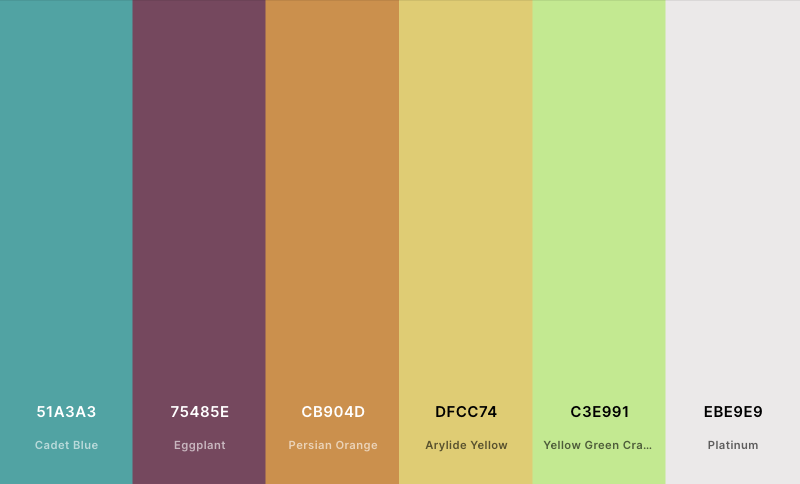 51A3A3
Cadet Blue
75485E
Eggplant
CB904D
Persian Orange
DFCC74
Arylide Yellow
C3E991
Yellow Green Cra...
EBE9E9
Platinum